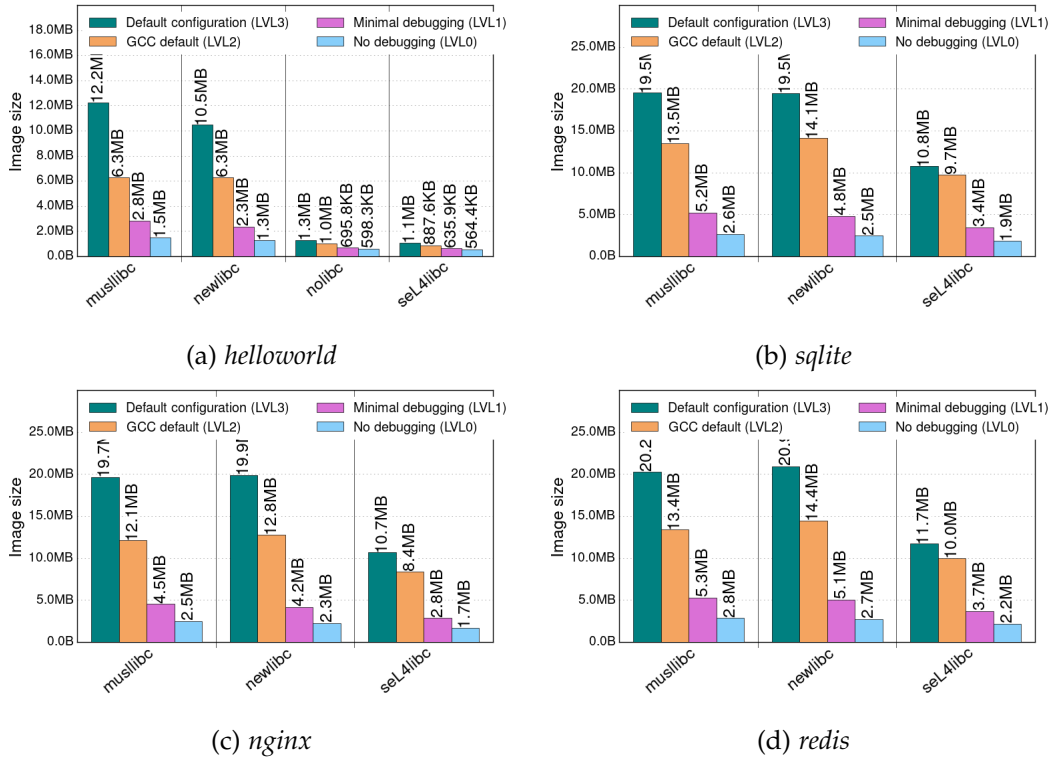 Default configuration (LVL3)
GCC default (LVL2)
Minimal debugging (LVL1)
No debugging (LVL0)
Image size
18.0MB
16.0MB
14.0MB
12.0MB
10.0MB
8.0MB
6.0MB
4.0MB
2.0MB
0.0B
12.2M
6.3MB
2.8MB
1.5MB
10.5MB
6.3MB
2.3MB
1.3MB
1.3MB
1.0MB
695.8KB
598.3KB
1.1MB
887.6KB
635.9KB
564.4KB
musllibc
newlibc
nolibc
seL4libc
(a) helloworld
Default configuration (LVL3)
GCC default (LVL2)
Minimal debugging (LVL1)
No debugging (LVL0)
Image size
25.0MB
20.0MB
15.0MB
10.0MB
5.0MB
0.0B
19.5M
13.5MB
5.2MB
2.6MB
19.5M
14.1MB
4.8MB
2.5MB
10.8MB
9.7MB
3.4MB
1.9MB
musllibc
newlibc
seL4libc
(b) sqlite
Default configuration (LVL3)
GCC default (LVL2)
Minimal debugging (LVL1)
No debugging (LVL0)
Image size
25.0MB
20.0MB
15.0MB
10.0MB
5.0MB
0.0B
19.7M
12.1MB
4.5MB
2.5MB
19.9M
12.8MB
4.2MB
2.3MB
10.7MB
8.4MB
2.8MB
1.7MB
musllibc
newlibc
seL4libc
(c) nginx
Default configuration (LVL3)
GCC default (LVL2)
Minimal debugging (LVL1)
No debugging (LVL0)
Image size
25.0MB
20.0MB
15.0MB
10.0MB
5.0MB
0.0B
20.2
13.4MB
5.3MB
2.8MB
14.4MB
5.1MB
2.7MB
11.7MB
10.0MB
3.7MB
2.2MB
musllibc
newlibc
seL4libc
(d) redis